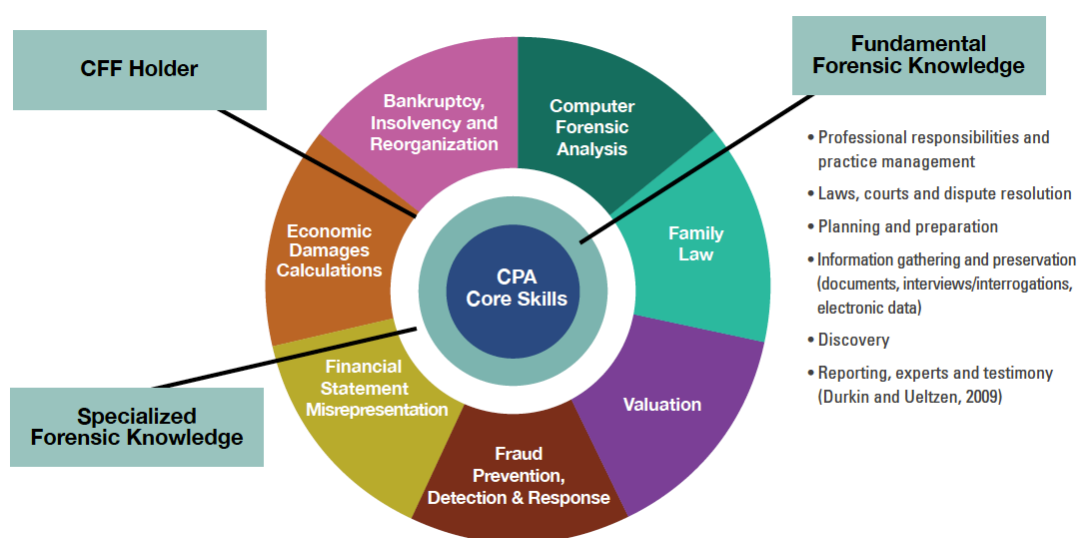 CFF Holder
Fundamental
Forensic Knowledge
Bankruptcy,
Insolvency and
Reorganization
Computer
Forensic
Analysis
Economic
Damages
Calculations
Family
Law
CPA
Core Skills
Financial
Statement
Misrepresentation
Valuation
Fraud
Prevention,
Detection & Response
Specialized
Forensic Knowledge
• Professional responsibilities and
practice management
• Laws, courts and dispute resolution
• Planning and preparation
• Information gathering and preservation
(documents, interviews/interrogations,
electronic data)
• Discovery
• Reporting, experts and testimony
(Durkin and Ueltzen, 2009)